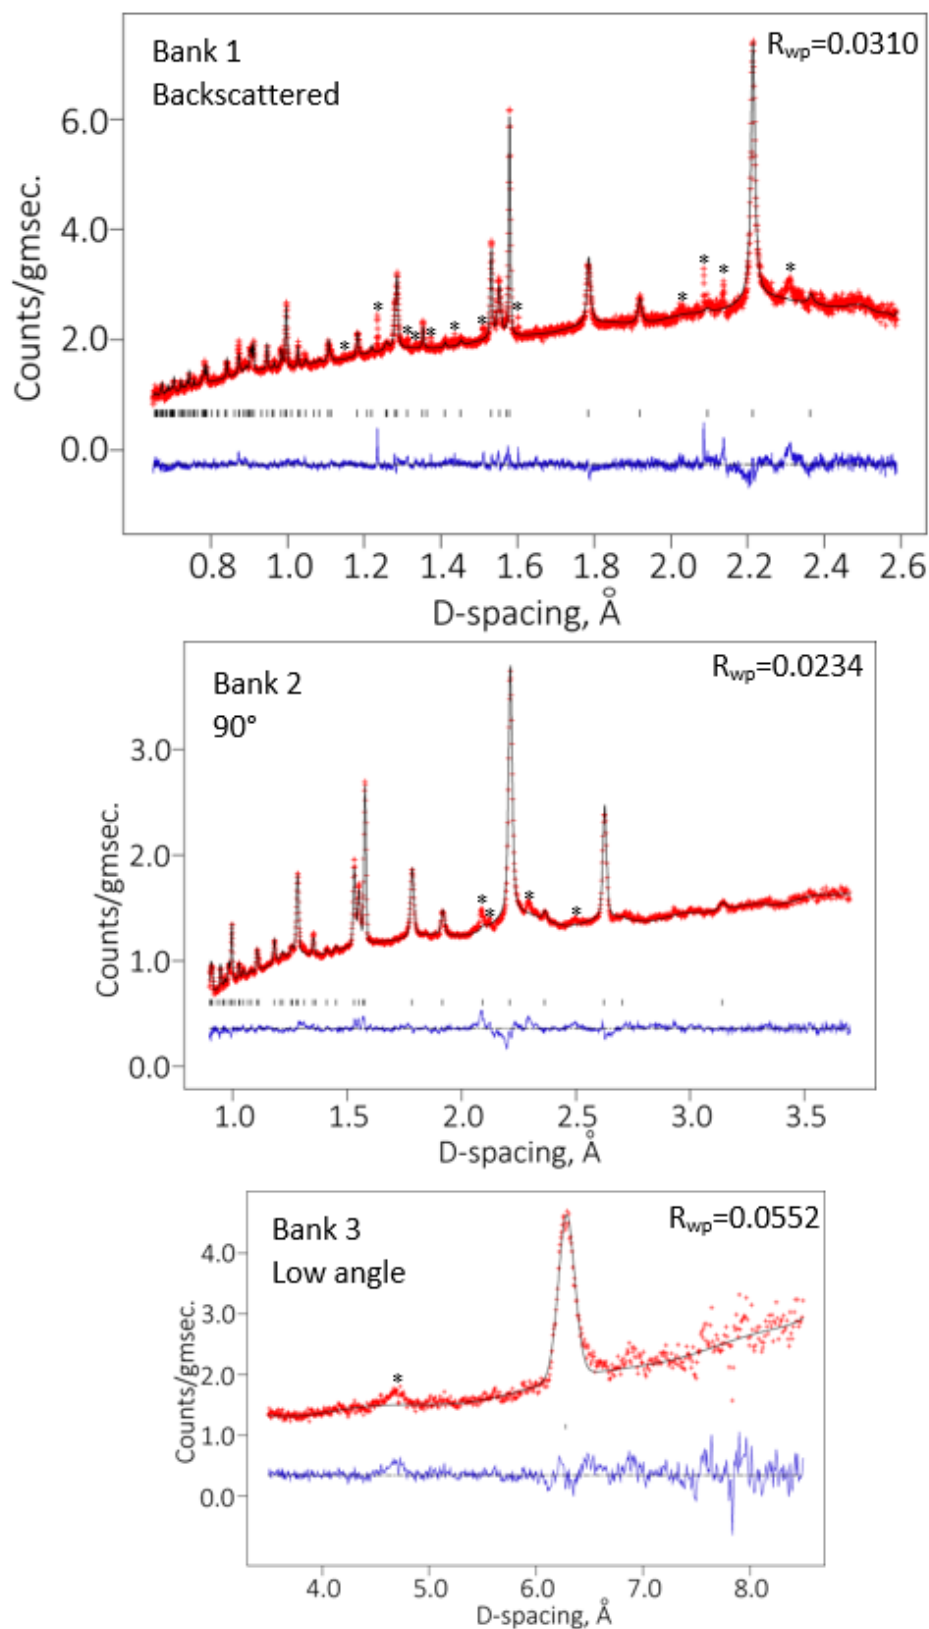 Bank 1
Backscattered
Rwp=0.0310
Counts/gmsec.
6.0
4.0
2.0
0.0
* * * * * * * * * * * *
0.8 1.0 1.2 1.4 1.6 1.8 2.0 2.2 2.4 2.6
D-spacing, Å
Bank 2
90°
Rwp=0.0234
Counts/gmsec.
3.0
2.0
1.0
0.0
* * * *
1.0 1.5 2.0 2.5 3.0 3.5
D-spacing, Å
Bank 3
Low angle
Rwp=0.0552
Counts/gmsec.
4.0
3.0
2.0
1.0
0.0
*
4.0 5.0 6.0 7.0 8.0
D-spacing, Å